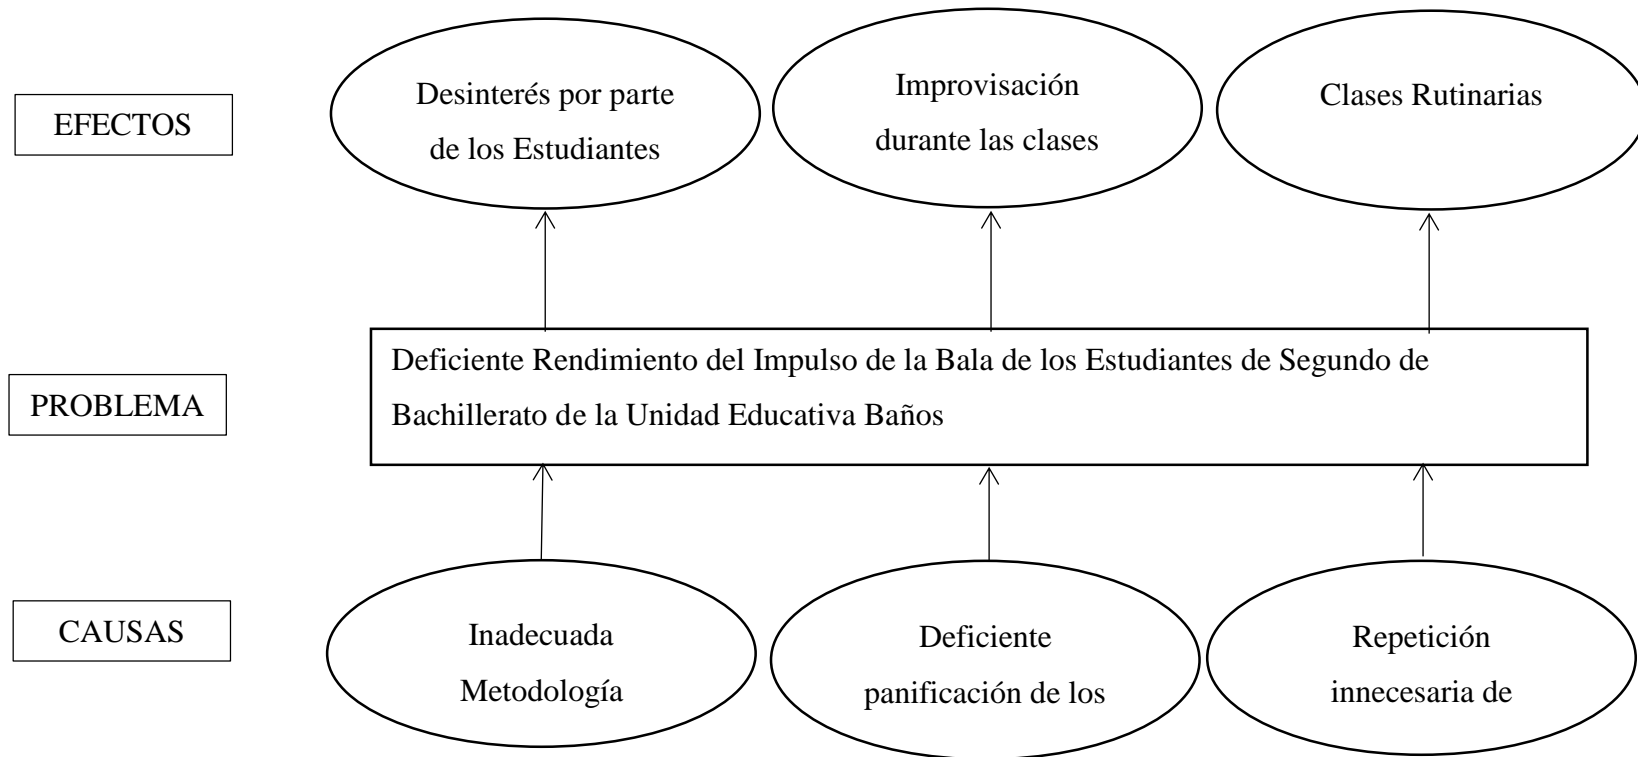 EFECTOS
Desinterés por parte
de los Estudiantes
Improvisación
durante las clases
Clases Rutinarias
PROBLEMA
Deficiente Rendimiento del Impulso de la Bala de los Estudiantes de Segundo de
Bachillerato de la Unidad Educativa Baños
CAUSAS
Inadecuada
Metodología
Deficiente
panificación de los
Repetición
innecesaria de